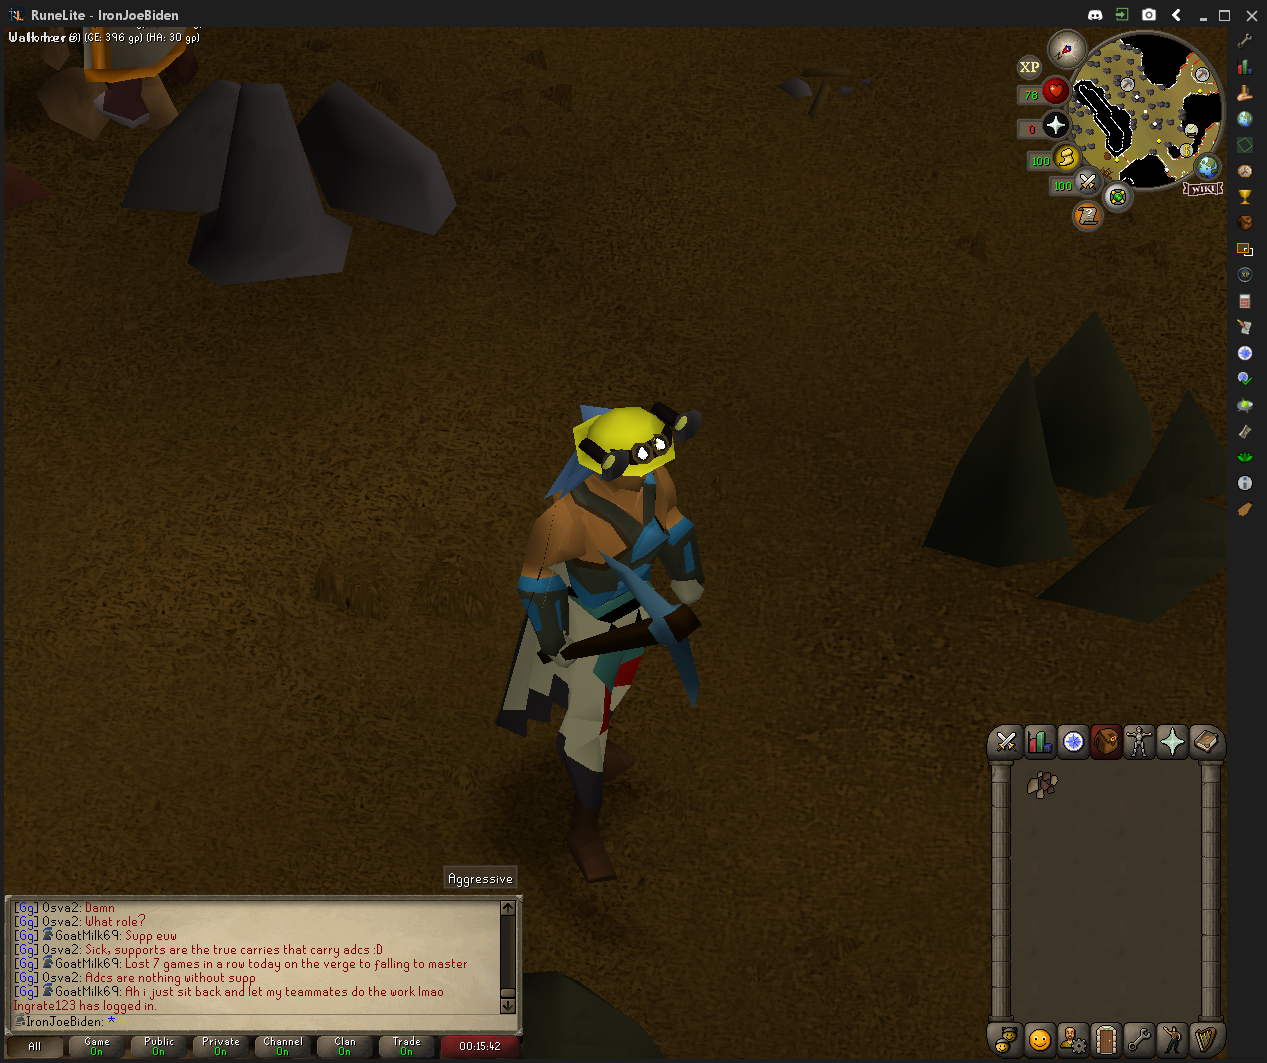 RuneLite - IronJoeBiden
Walk here
(GE: 396 gp) (HA: 30 gp)
XP
78
0
100
100
WIKI
Aggressive
[Gg] Osva2: Damn
[Gg] Osva2: What role?
[Gg] GoatMilk69: Supp euw
[Gg] Osva2: Sick, supports are the true carries that carry adcs :D
[Gg] GoatMilk69: Lost 7 games in a row today on the verge to falling to master
[Gg] Osva2: Adcs are nothing without supp
[Gg] GoatMilk69: Ah i just sit back and let my teammates do the work lmao
Ingrate123 has logged in.
IronJoeBiden: *
All
Game
On
Public
On
Private
On
Channel
On
Clan
On
Trade
On
00:15:42